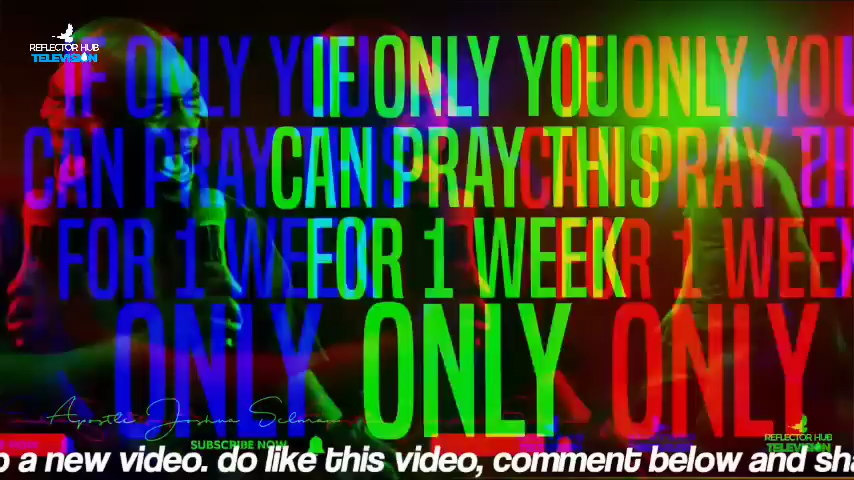 REFLECTOR HUB
TELEVISION
IF ONLY YOU
CAN PRAY THIS
FOR 1 WEEK
ONLY
Apostle Joshua Selman
SUBSCRIBE NOW
REFLECTOR HUB
TELEVISION
a new video. do like this video, comment below and